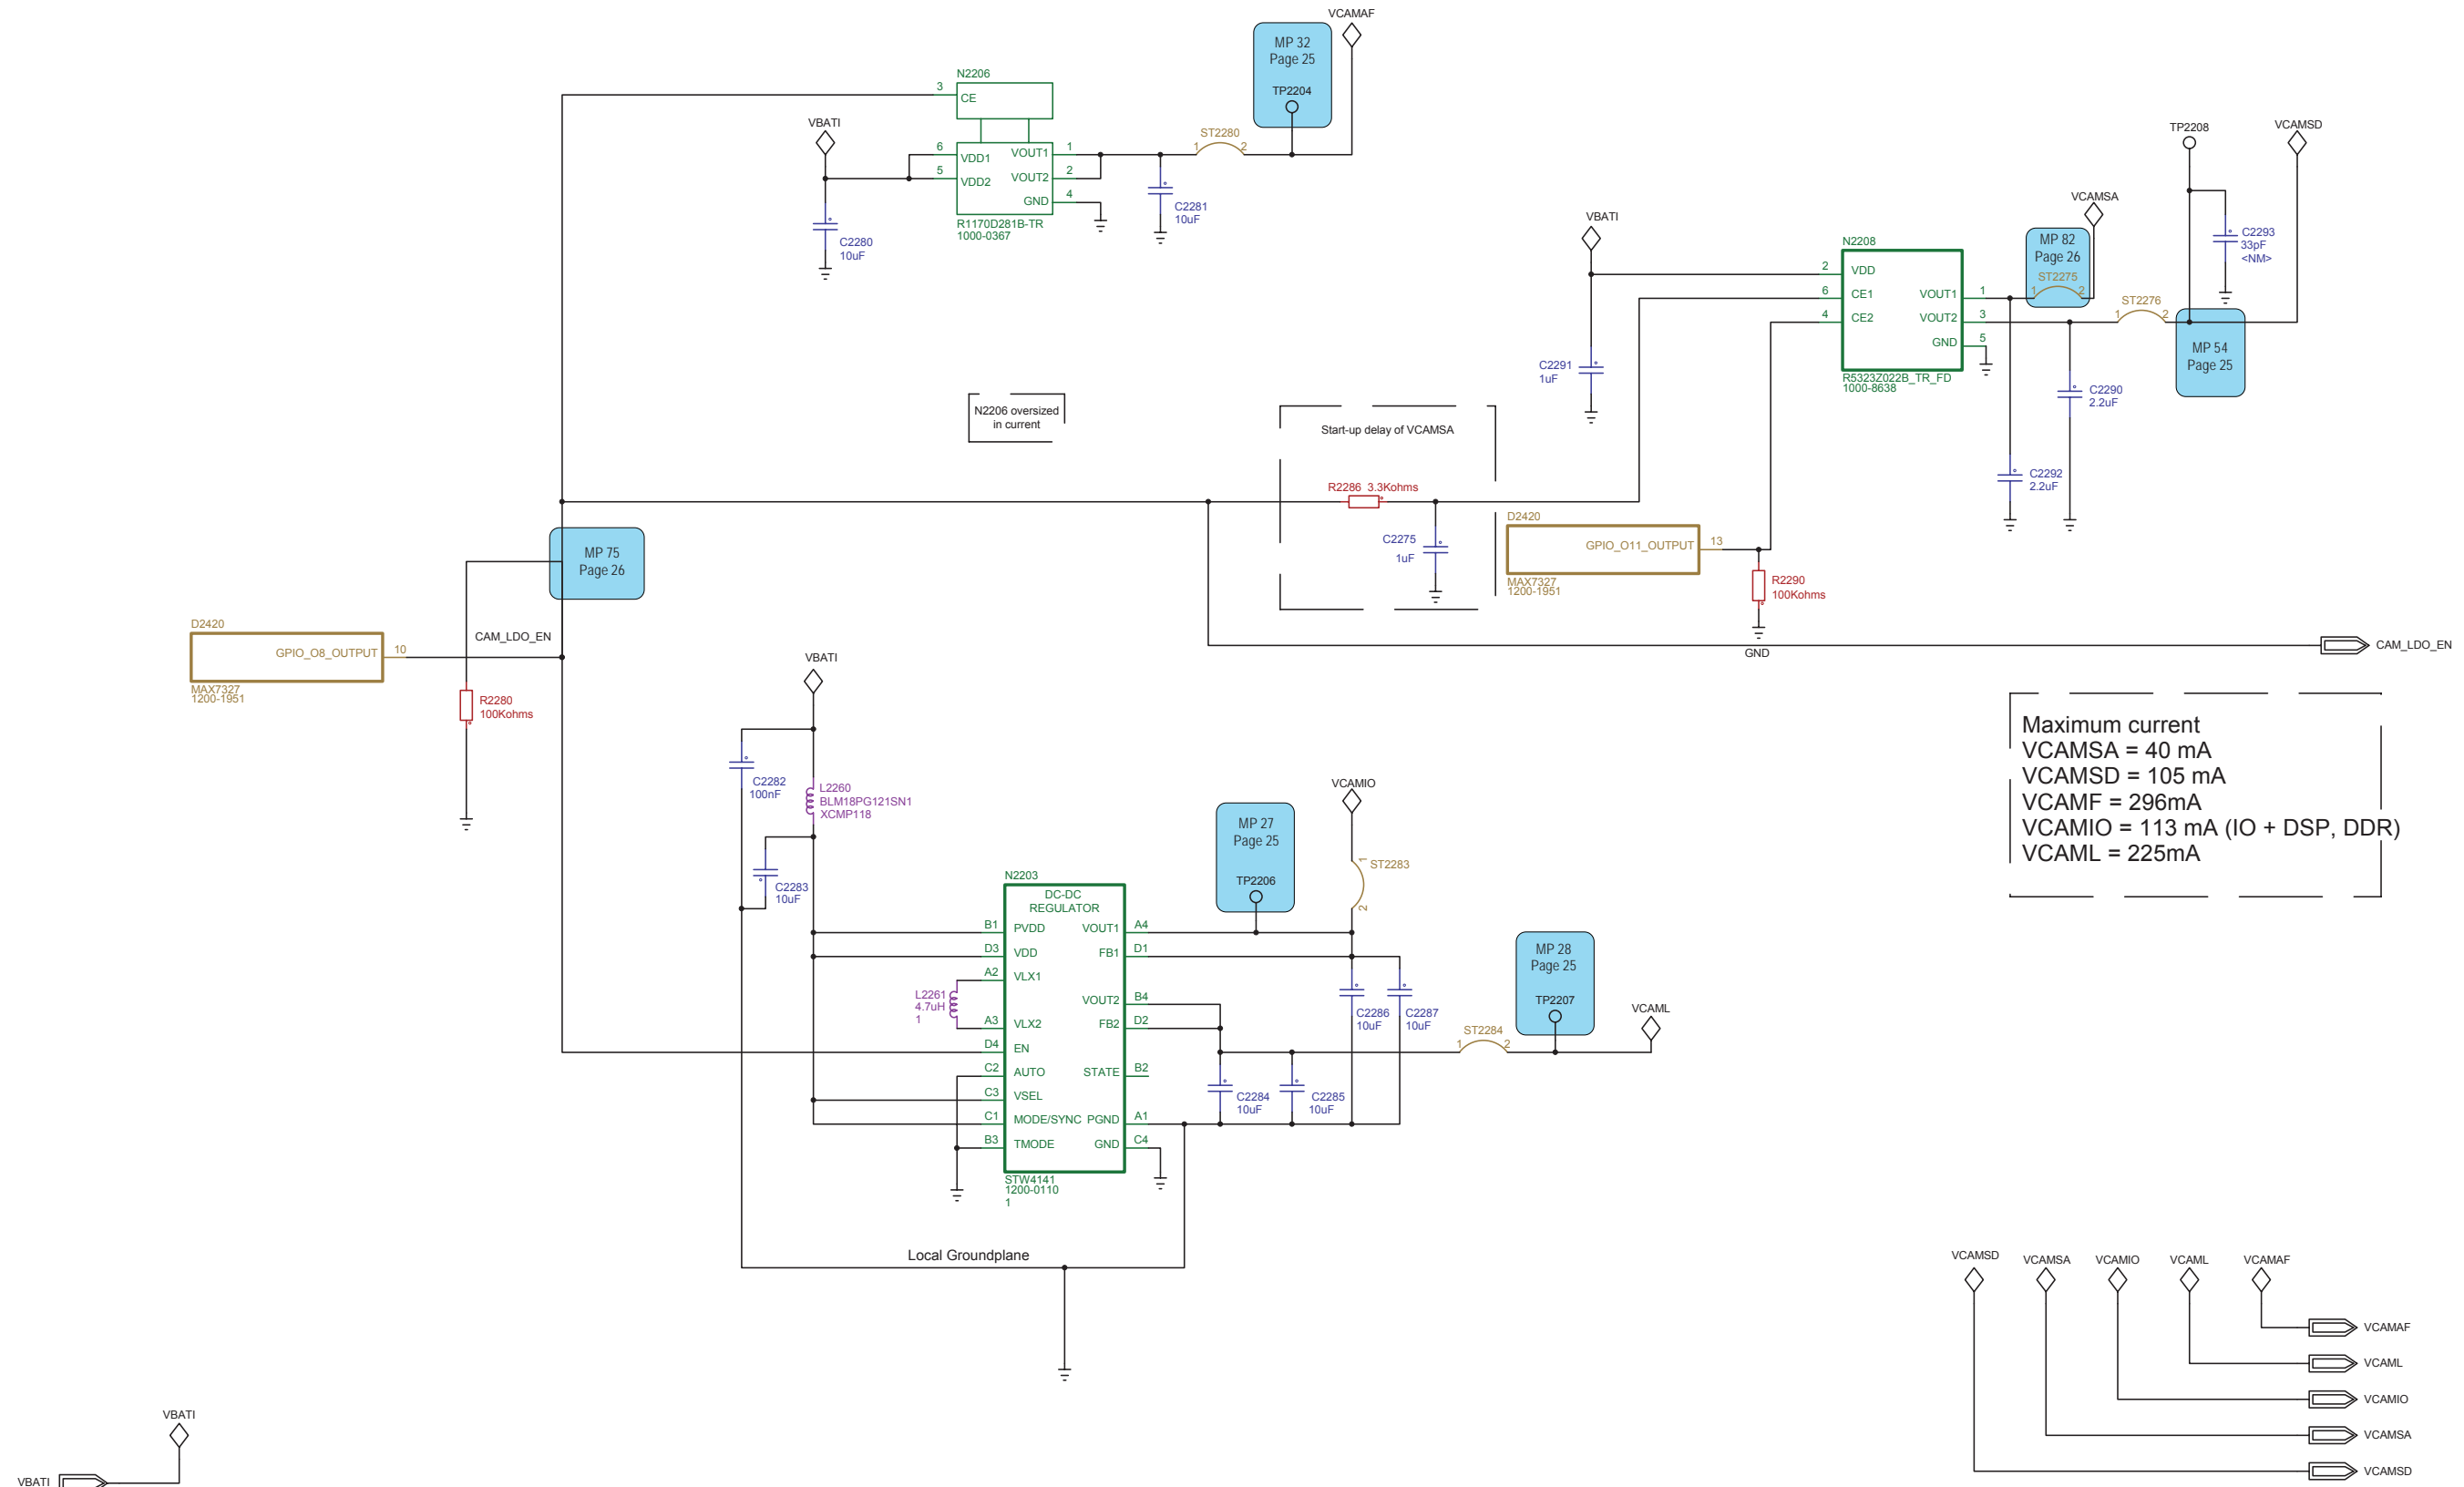 VCAMAF
MP 32
Page 25
TP2204
N2206
3
CE
VBATI
6
VDD1
VOUT1
1
5
VDD2
VOUT2
2
GND
4
R1170D281B-TR
1000-0367
C2280
10uF
C2281
10uF
ST2280
1
2
N2206 oversized
in current
TP2208
VCAMSD
VCAMSA
C2293
33pF
<NM>
VBATI
N2208
MP 82
Page 26
ST2275
1
2
2
VDD
6
CE1
VOUT1
1
4
CE2
VOUT2
3
GND
5
R5323Z022B_TR_FD
1000-8638
ST2276
1
2
MP 54
Page 25
C2291
1uF
C2290
2.2uF
C2292
2.2uF
Start-up delay of VCAMSA
R2286 3.3Kohms
C2275
1uF
D2420
GPIO_O11_OUTPUT
13
MAX7327
1200-1951
R2290
100Kohms
GND
CAM_LDO_EN
MP 75
Page 26
D2420
GPIO_O8_OUTPUT
10
CAM_LDO_EN
MAX7327
1200-1951
R2280
100Kohms
Maximum current
VCAMSA = 40 mA
VCAMSD = 105 mA
VCAMF = 296mA
VCAMIO = 113 mA (IO + DSP, DDR)
VCAML = 225mA
VBATI
C2282
100nF
L2260
BLM18PG121SN1
XCMP118
C2283
10uF
VCAMIO
MP 27
Page 25
TP2206
ST2283
1
2
N2203
DC-DC
REGULATOR
B1
PVDD
VOUT1
A4
D3
VDD
FB1
D1
A2
VLX1
VOUT2
B4
L2261
4.7uH
1
A3
VLX2
FB2
D2
D4
EN
C2
AUTO
STATE
B2
C3
VSEL
C1
MODE/SYNC
PGND
A1
B3
TMODE
GND
C4
STW4141
1200-0110
1
C2286
10uF
C2287
10uF
C2284
10uF
C2285
10uF
ST2284
1
2
MP 28
Page 25
TP2207
VCAML
Local Groundplane
VCAMSD
VCAMSA
VCAMIO
VCAML
VCAMAF
VCAMAF
VCAML
VCAMIO
VCAMSA
VCAMSD
VBATI
VBATI